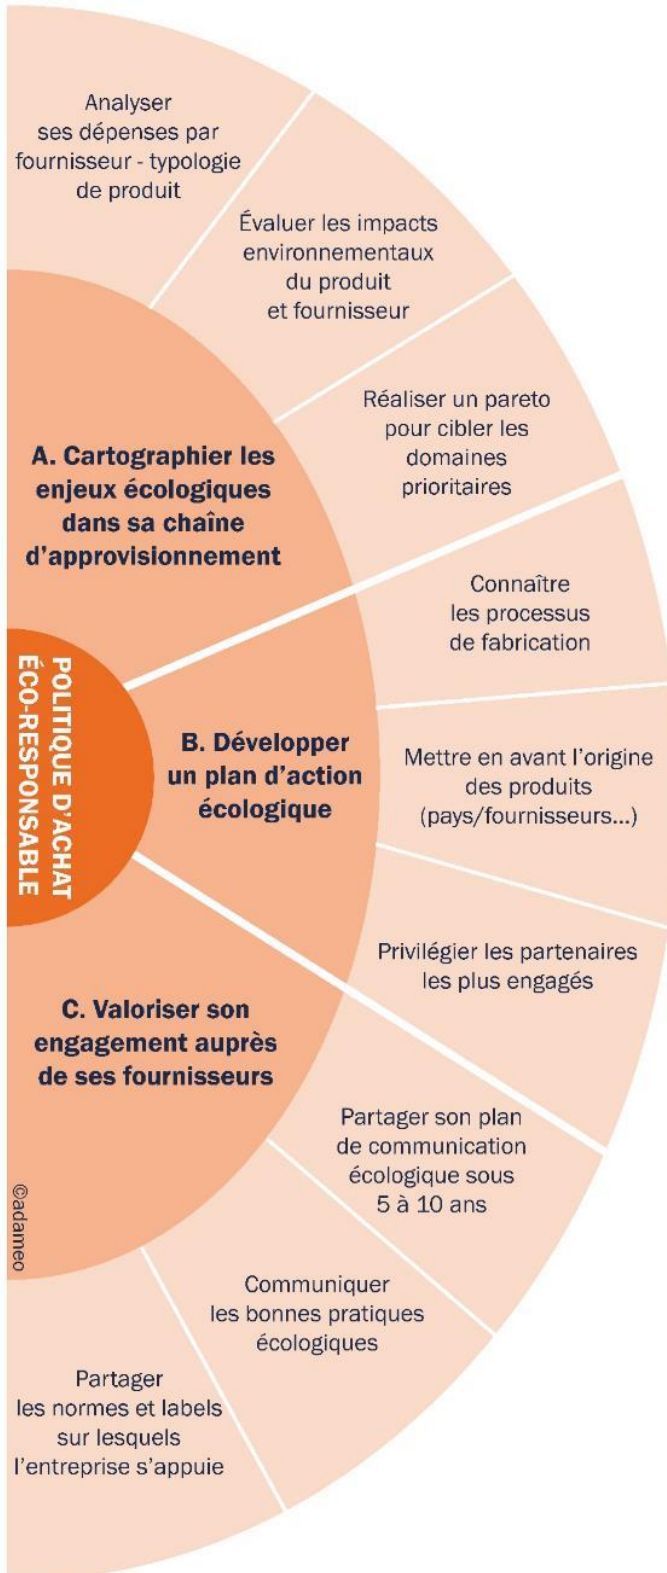 Analyser
ses dépenses par
fournisseur - typologie
de produit
Évaluer les impacts
environnementaux
du produit
et fournisseur
Réaliser un pareto
pour cibler les
domaines
prioritaires
A. Cartographier les
enjeux écologiques
dans sa chaîne
d'approvisionnement
Connaître
les processus
de fabrication
POLITIQUE D'ACHAT
ÉCO-RESPONSABLE
B. Développer
un plan d'action
écologique
Mettre en avant l'origine
des produits
(pays/fournisseurs...)
Privilégier les partenaires
les plus engagés
C. Valoriser son
engagement auprès
de ses fournisseurs
Partager son plan
de communication
écologique sous
5 à 10 ans
Communiquer
les bonnes pratiques
écologiques
Partager
les normes et labels
sur lesquels
l'entreprise s'appuie
©adameo